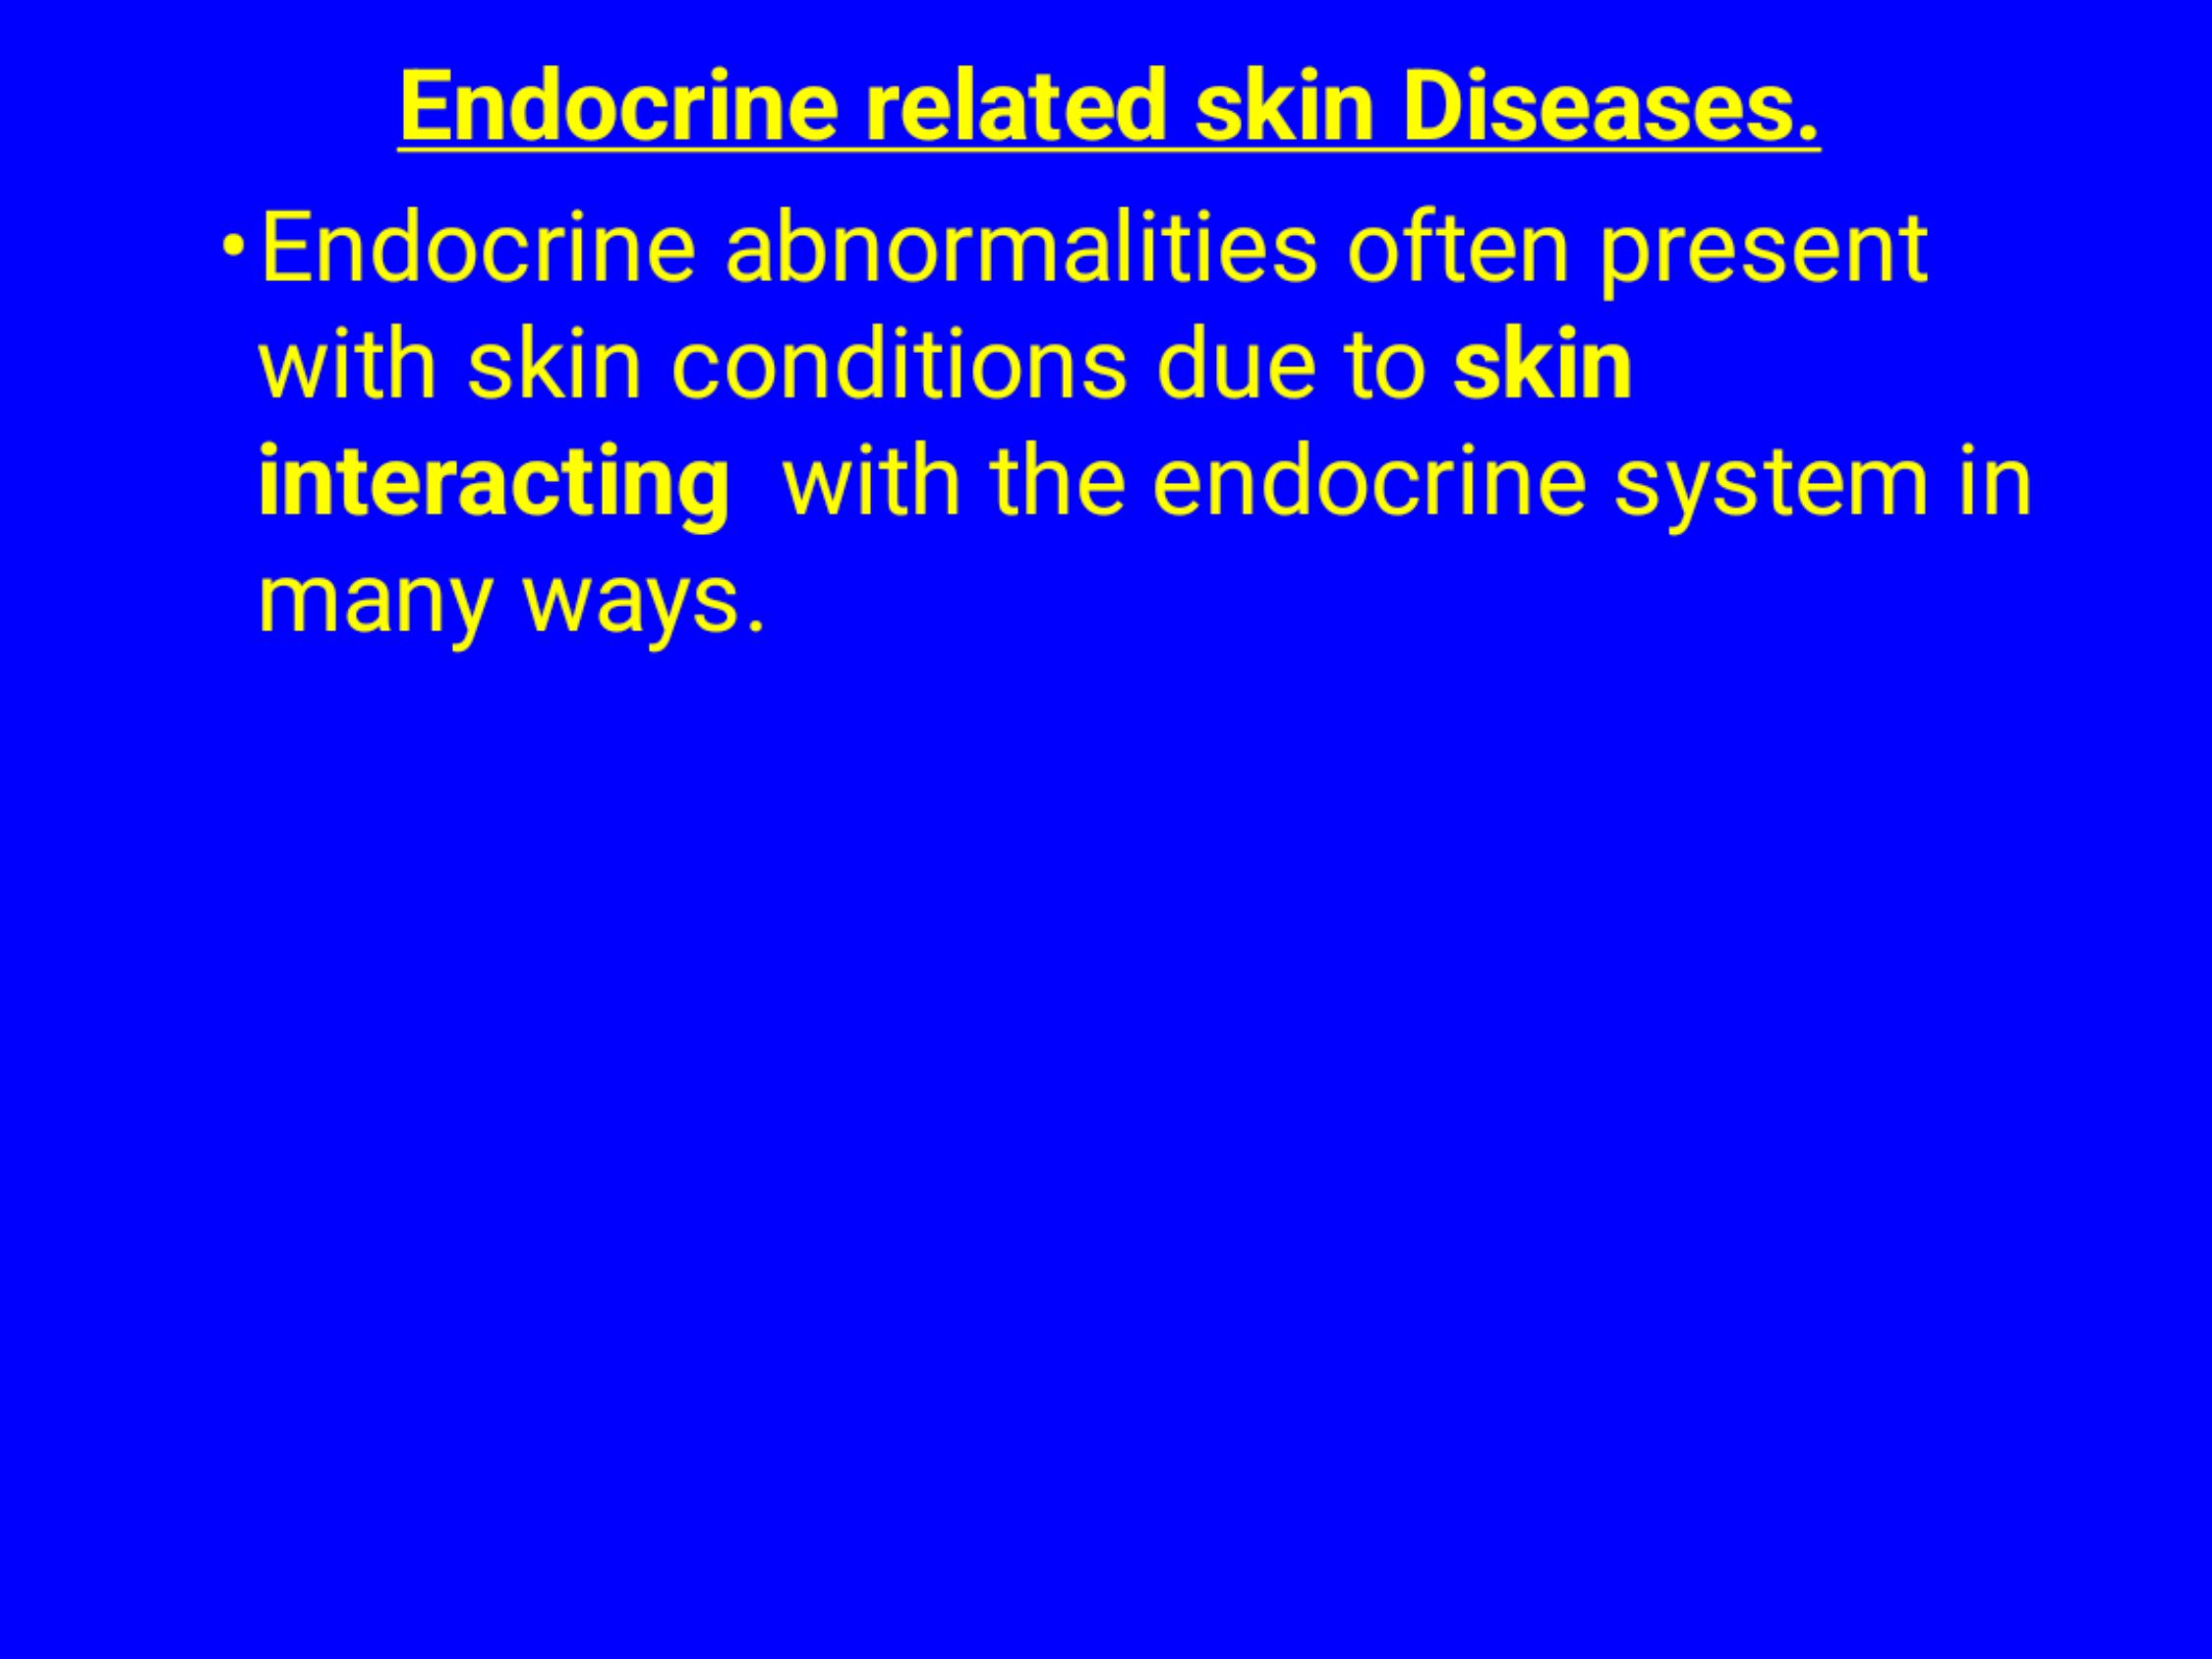 Endocrine related skin Diseases.
•Endocrine abnormalities often present
with skin conditions due to skin
interacting  with the endocrine system in
many ways.